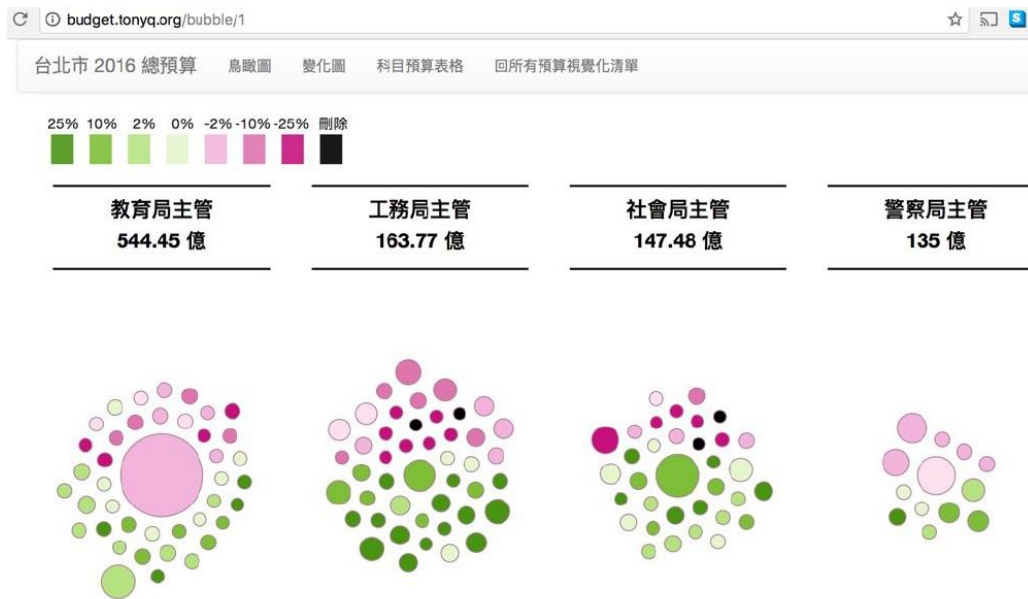 budget.tonyq.org/bubble/1
台北市 2016 總預算 鳥瞰圖 變化圖 科目預算表格 回所有預算視覺化清單
25% 10% 2% 0% -2% -10% -25% 刪除
教育局主管 工務局主管 社會局主管 警察局主管
544.45 億 163.77 億 147.48 億 135 億